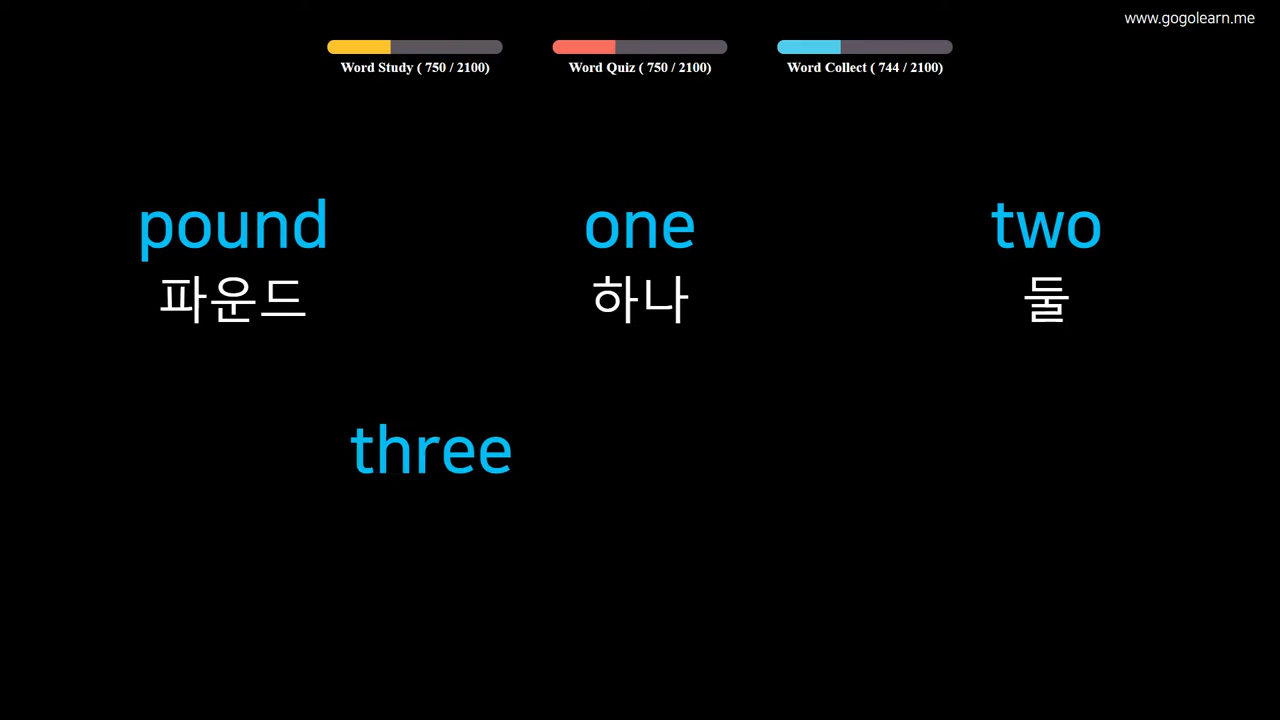 www.gogolearn.me
Word Study ( 750 / 2100)
Word Quiz ( 750 / 2100)
Word Collect ( 744 / 2100)
pound
파운드
one
하나
two
둘
three